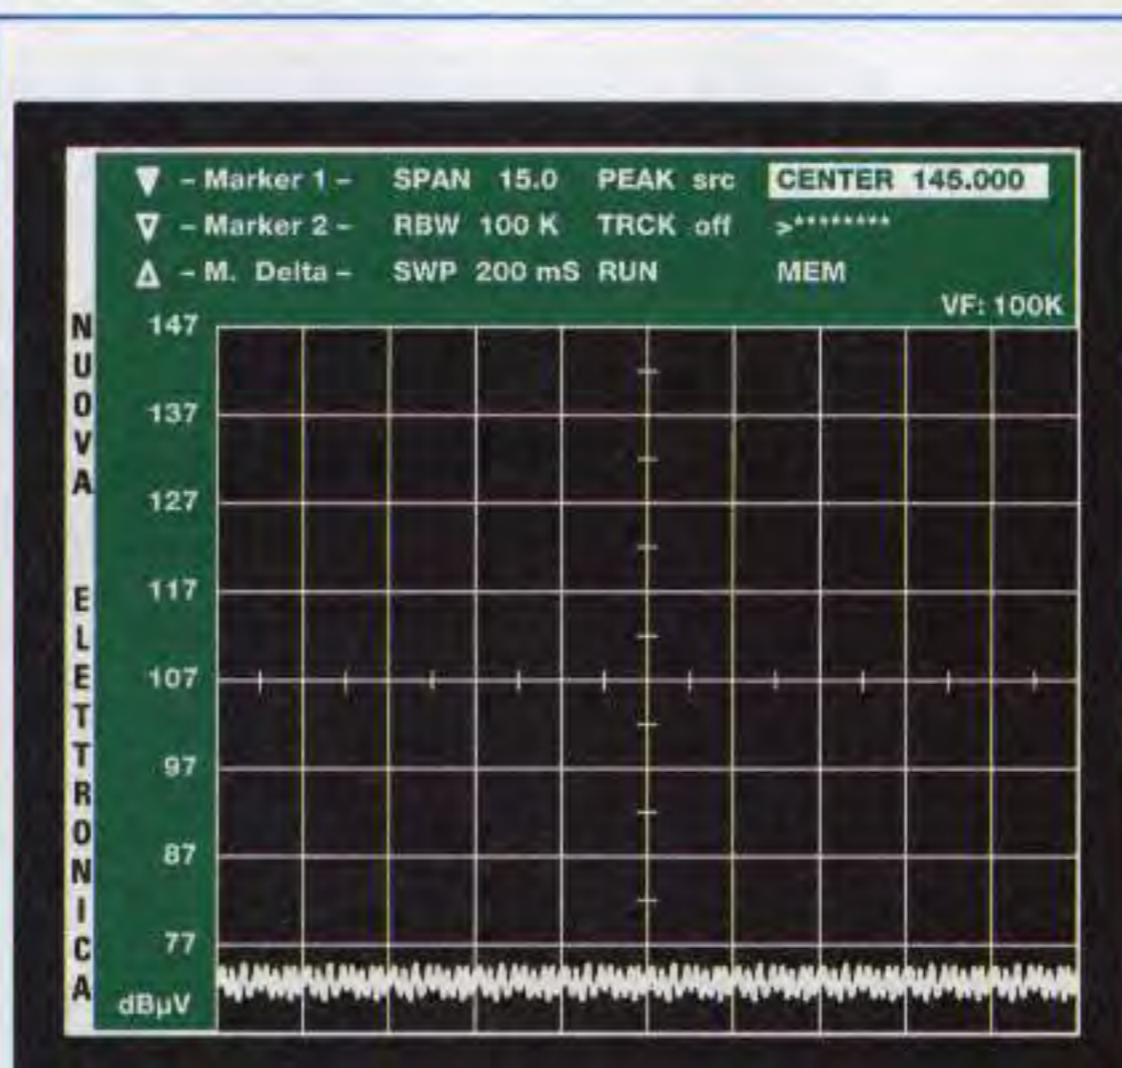 ▼ – Marker 1 – SPAN 15.0 PEAK src CENTER 145.000
∇ – Marker 2 – RBW 100 K TRCK off >********
Δ – M. Delta – SWP 200 mS RUN MEM
VF: 100K
NUOVA ELETTRONICA
147
137
127
117
107
97
87
77
dBµV